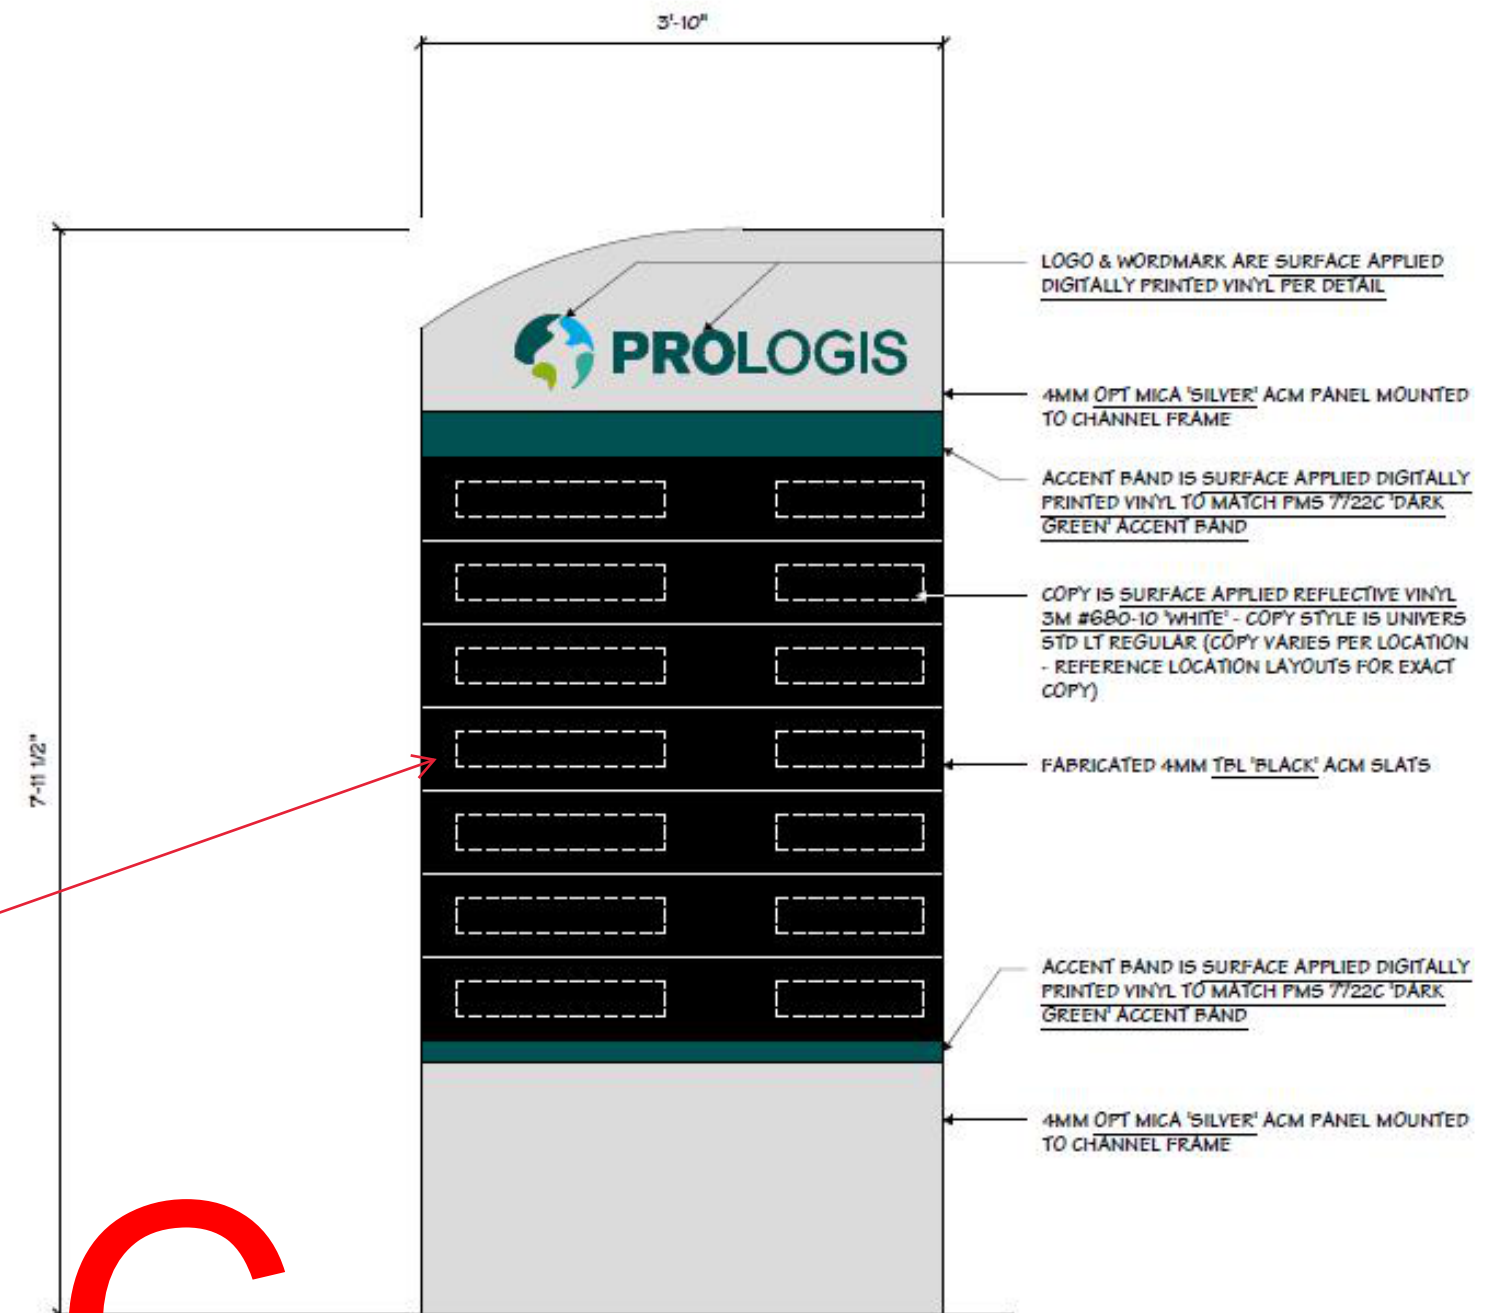 3'-10"
7'-11 1/2"
PROLOGIS
LOGO & WORDMARK ARE SURFACE APPLIED
DIGITALLY PRINTED VINYL PER DETAIL
4MM OPT MICA 'SILVER' ACM PANEL MOUNTED
TO CHANNEL FRAME
ACCENT BAND IS SURFACE APPLIED DIGITALLY
PRINTED VINYL TO MATCH PMS 7722C 'DARK
GREEN' ACCENT BAND
COPY IS SURFACE APPLIED REFLECTIVE VINYL
3M #680-10 'WHITE' - COPY STYLE IS UNIVERS
STD LT REGULAR (COPY VARIES PER LOCATION
- REFERENCE LOCATION LAYOUTS FOR EXACT
COPY)
FABRICATED 4MM TBL 'BLACK' ACM SLATS
ACCENT BAND IS SURFACE APPLIED DIGITALLY
PRINTED VINYL TO MATCH PMS 7722C 'DARK
GREEN' ACCENT BAND
4MM OPT MICA 'SILVER' ACM PANEL MOUNTED
TO CHANNEL FRAME